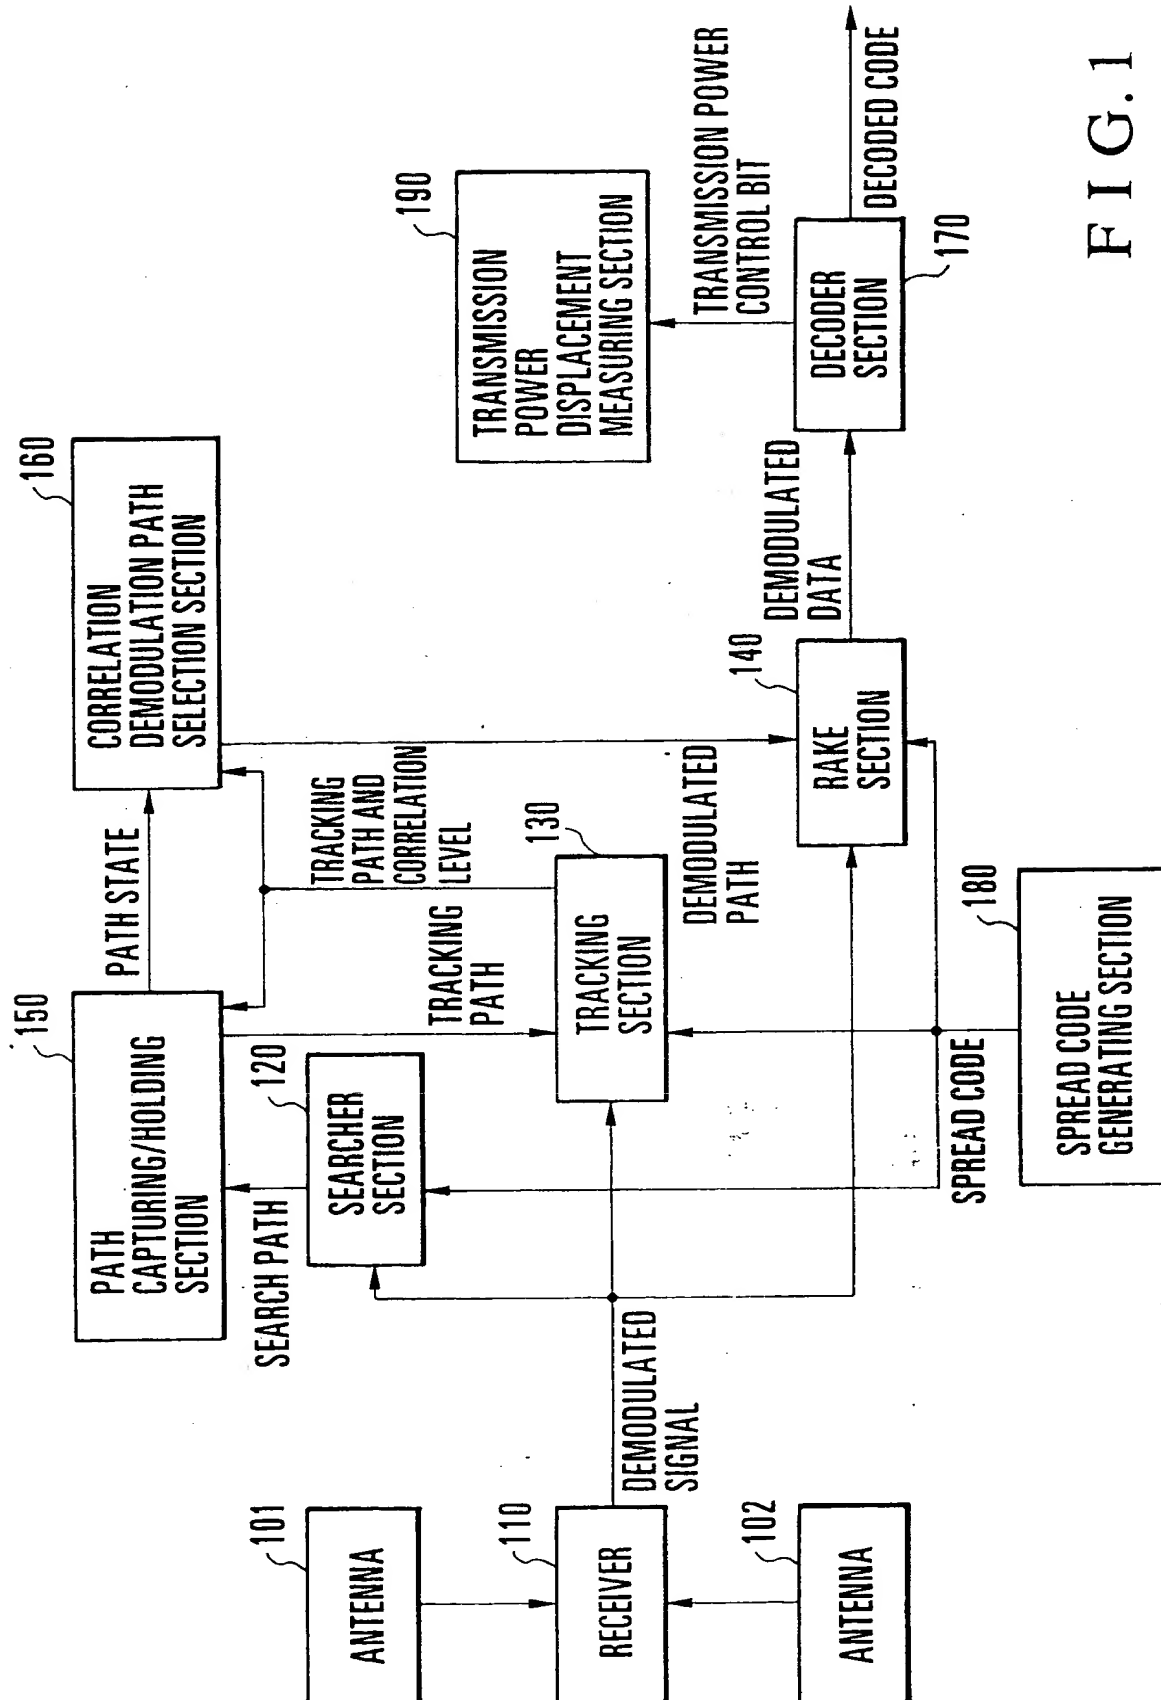 101
ANTENNA
110
RECEIVER
102
ANTENNA
DEMODULATED
SIGNAL
150
PATH
CAPTURING/HOLDING
SECTION
SEARCH PATH
120
SEARCHER
SECTION
PATH STATE
TRACKING
PATH
TRACKING
PATH AND
CORRELATION
LEVEL
130
TRACKING
SECTION
DEMODULATED
PATH
SPREAD CODE
180
SPREAD CODE
GENERATING SECTION
160
CORRELATION
DEMODULATION PATH
SELECTION SECTION
140
RAKE
SECTION
DEMODULATED
DATA
190
TRANSMISSION
POWER
DISPLACEMENT
MEASURING SECTION
TRANSMISSION POWER
CONTROL BIT
DECODER
SECTION
170
DECODED CODE
FIG. 1